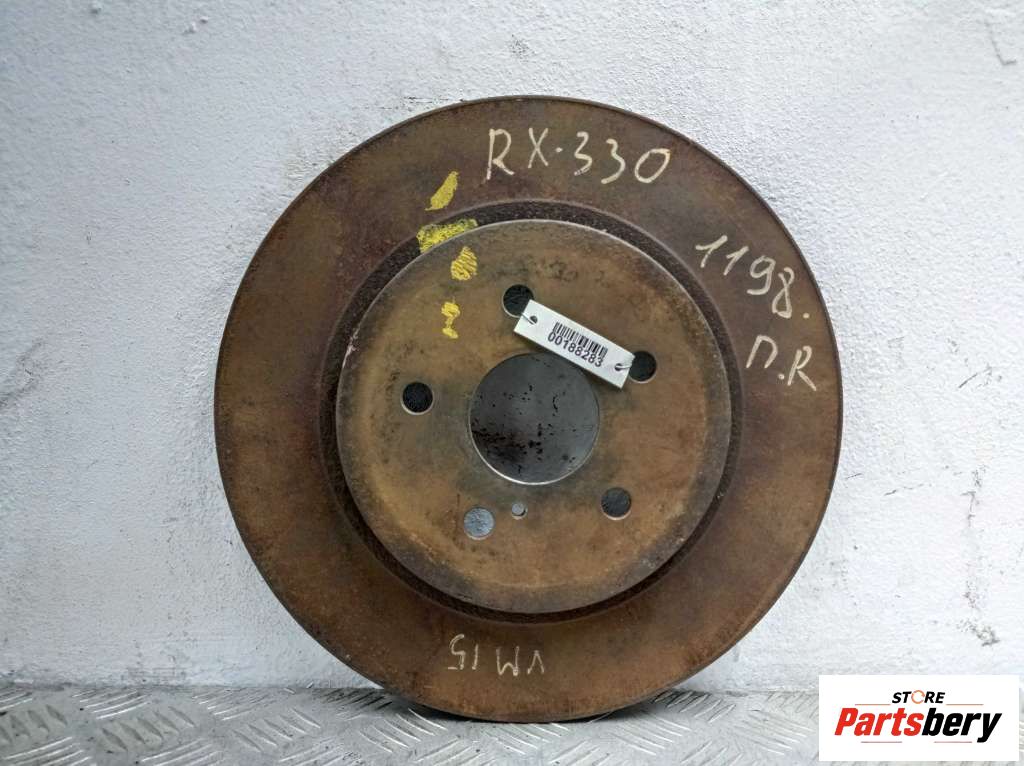 RX-330
1198.
П.R
00188283
VM15
STORE
Partsbery